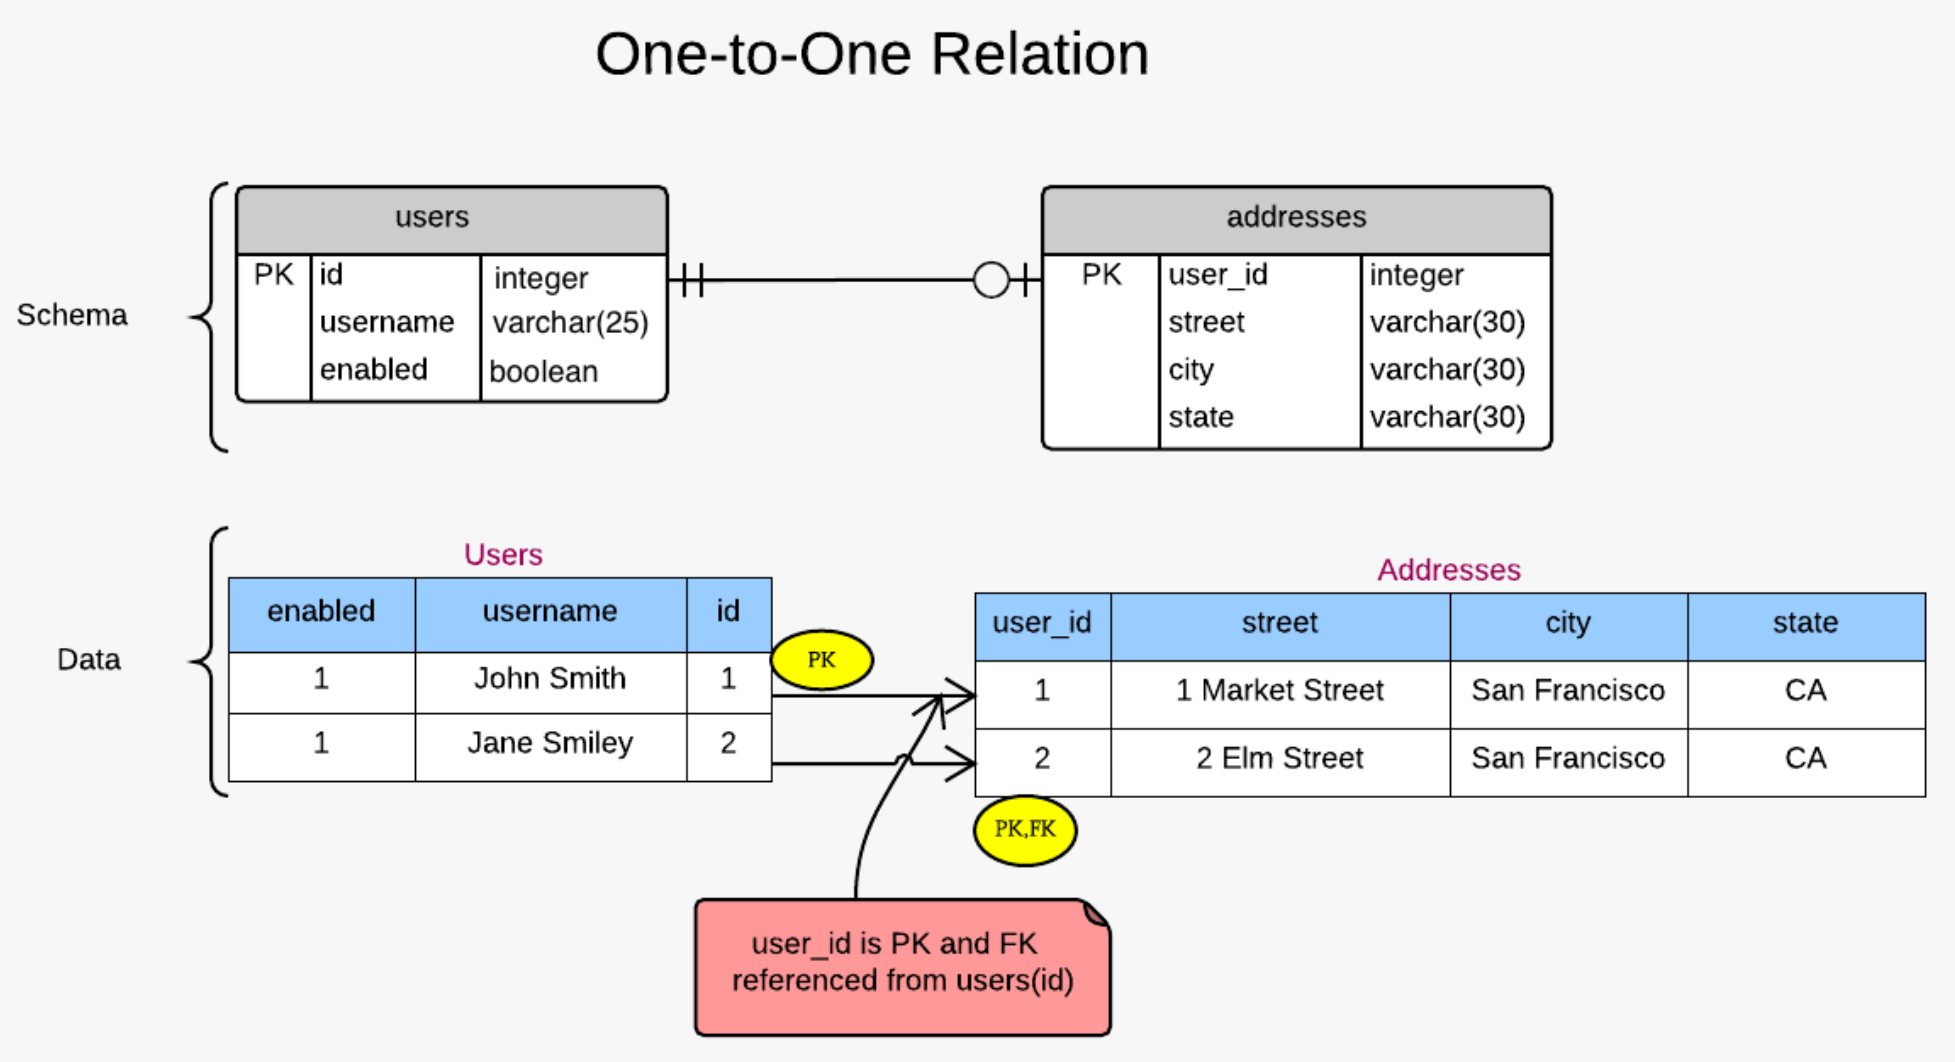 One-to-One Relation
Schema
users
PK id integer
username varchar(25)
enabled boolean
addresses
PK user_id integer
street varchar(30)
city varchar(30)
state varchar(30)
Data
Users
enabled username id
1 John Smith 1
1 Jane Smiley 2
PK
Addresses
user_id street city state
1 1 Market Street San Francisco CA
2 2 Elm Street San Francisco CA
PK,FK
user_id is PK and FK
referenced from users(id)